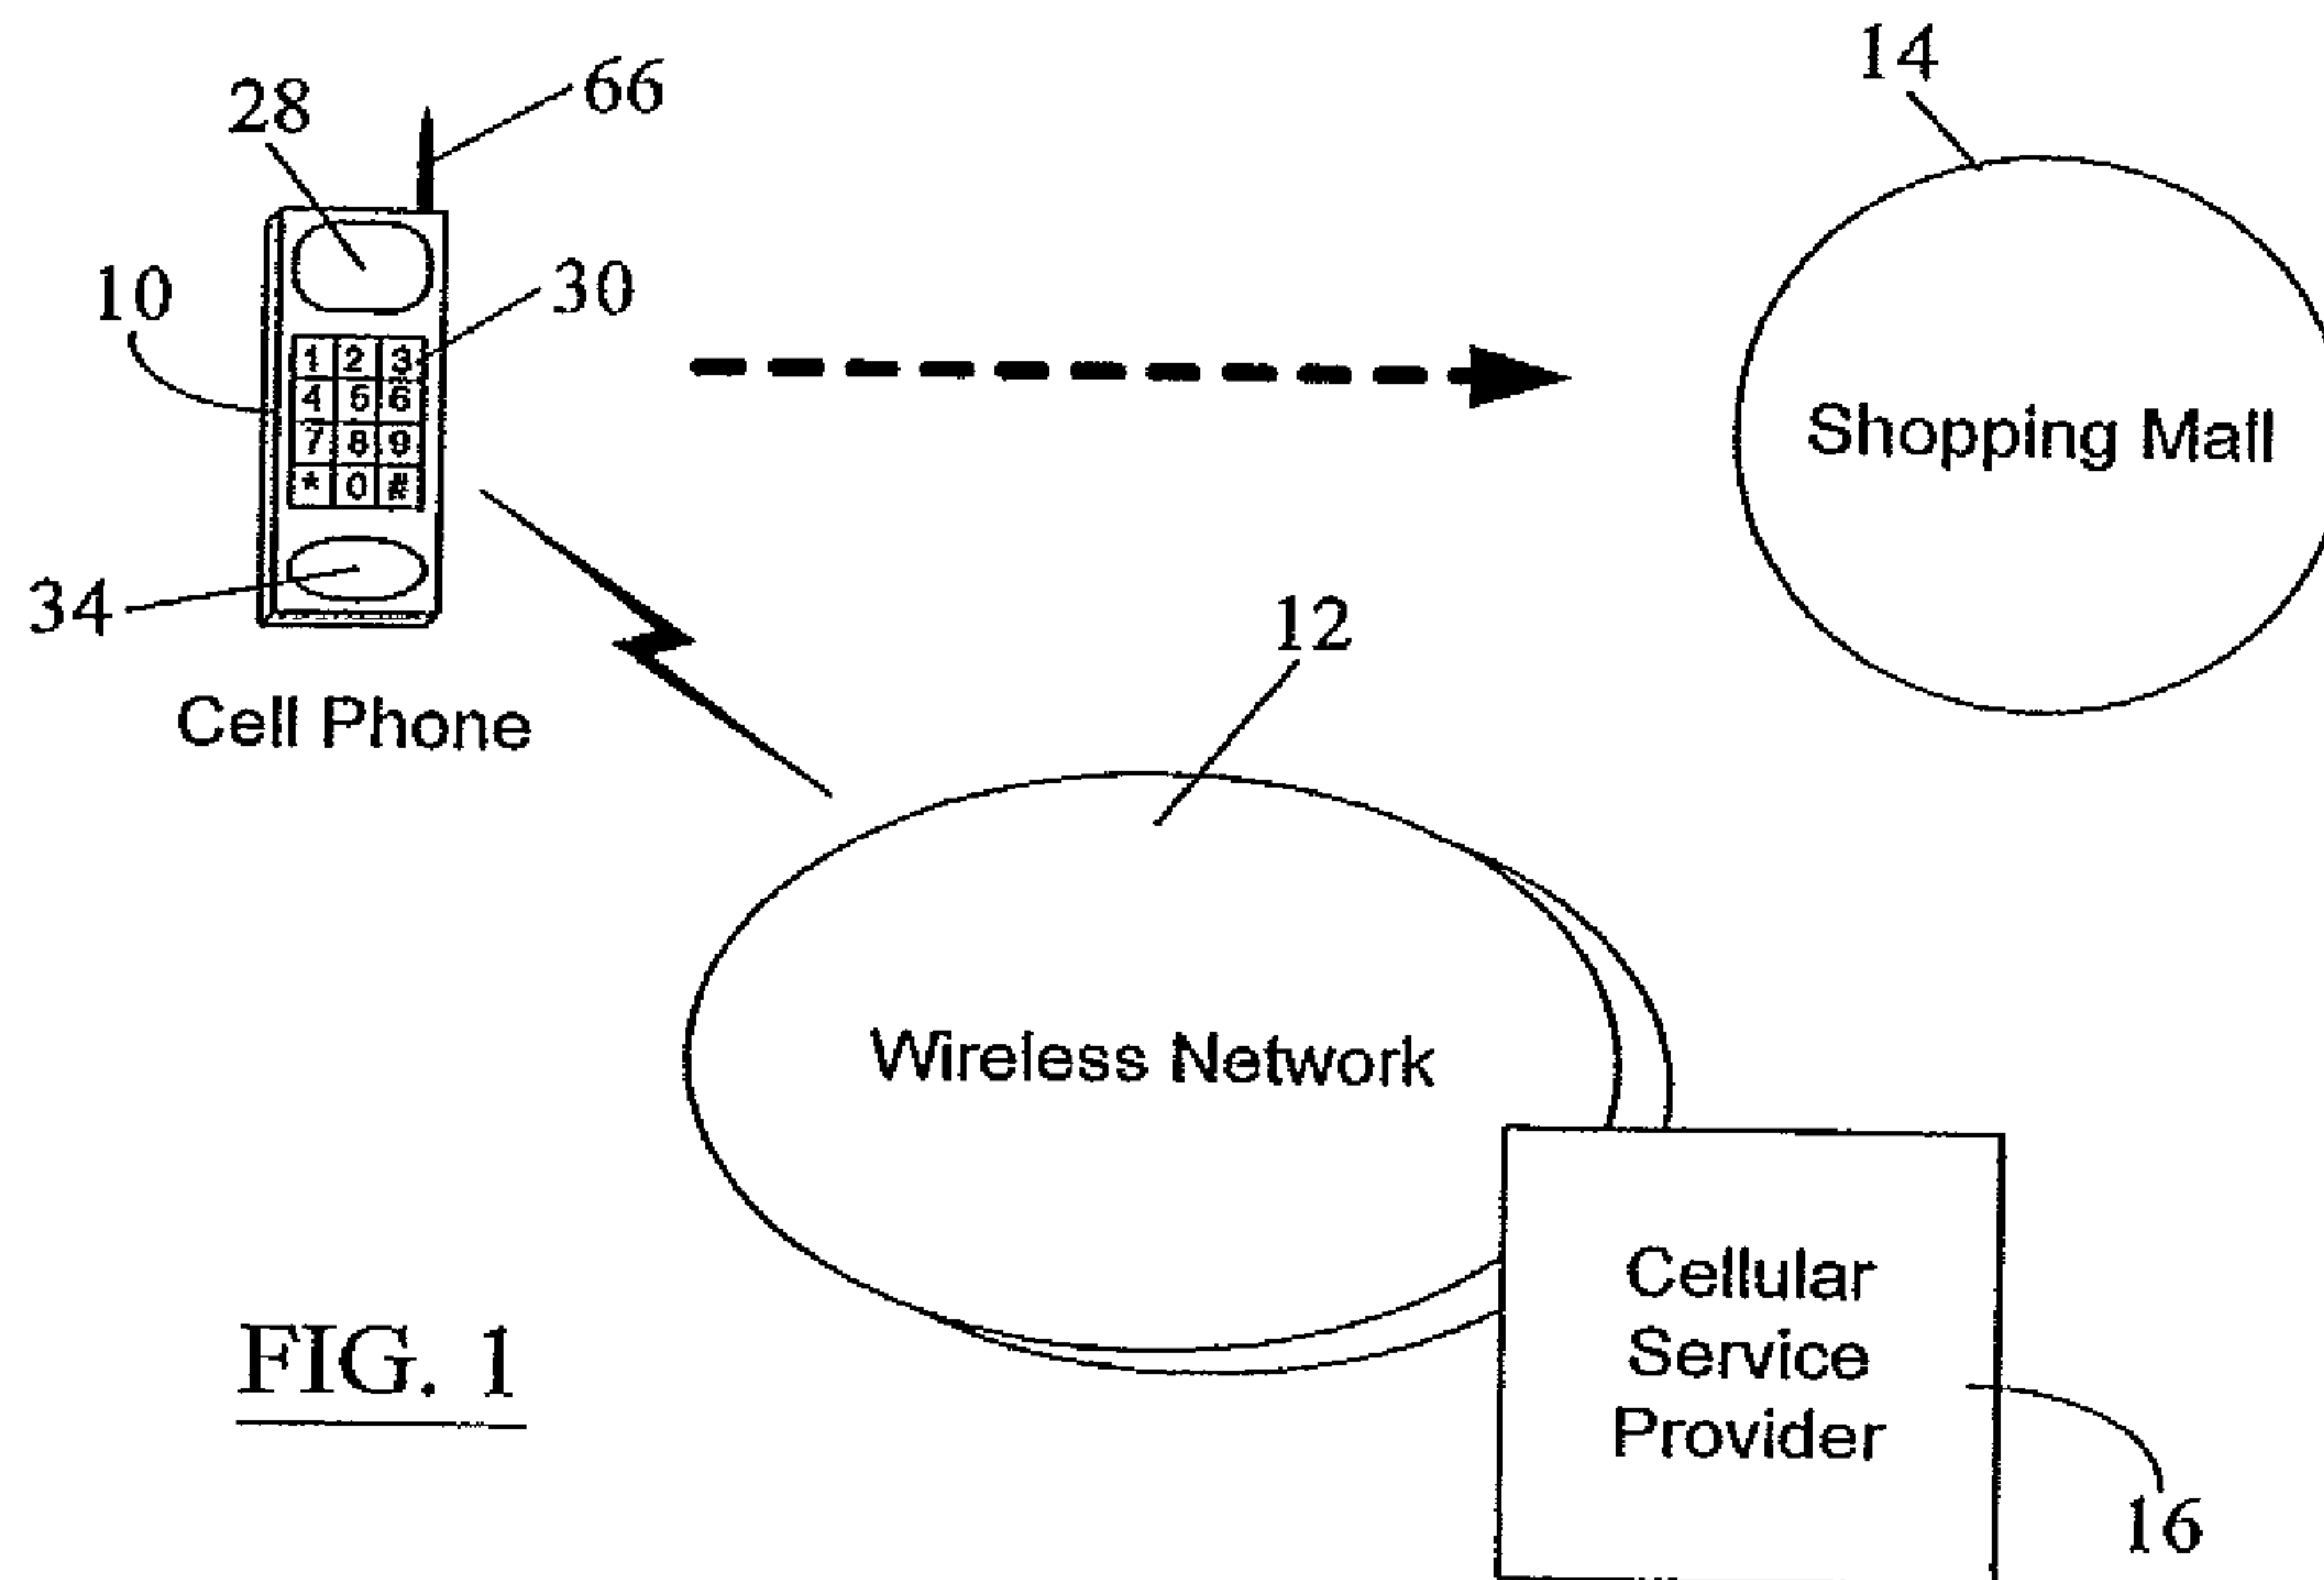 14
66
28
10
30
1 2 3
4 5 6
7 8 9
* 0 #
Shopping Mall
34
12
Cell Phone
Wireless Network
Cellular
Service
Provider
FIG. 1
16